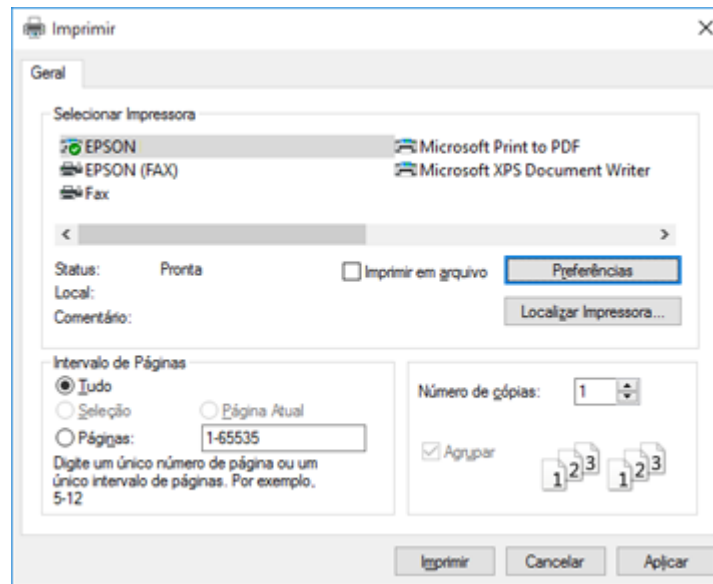 Imprimir
Geral
Selecionar Impressora
EPSON
Microsoft Print to PDF
EPSON (FAX)
Microsoft XPS Document Writer
Fax
Status: Pronta
Imprimir em arquivo
Preferências
Local:
Comentário:
Localizar Impressora...
Intervalo de Páginas
Tudo
Seleção
Página Atual
Páginas: 1-65535
Digite um único número de página ou um
único intervalo de páginas. Por exemplo,
5-12
Número de cópias: 1
Agrupar
1 2 3 1 2 3
Imprimir
Cancelar
Aplicar